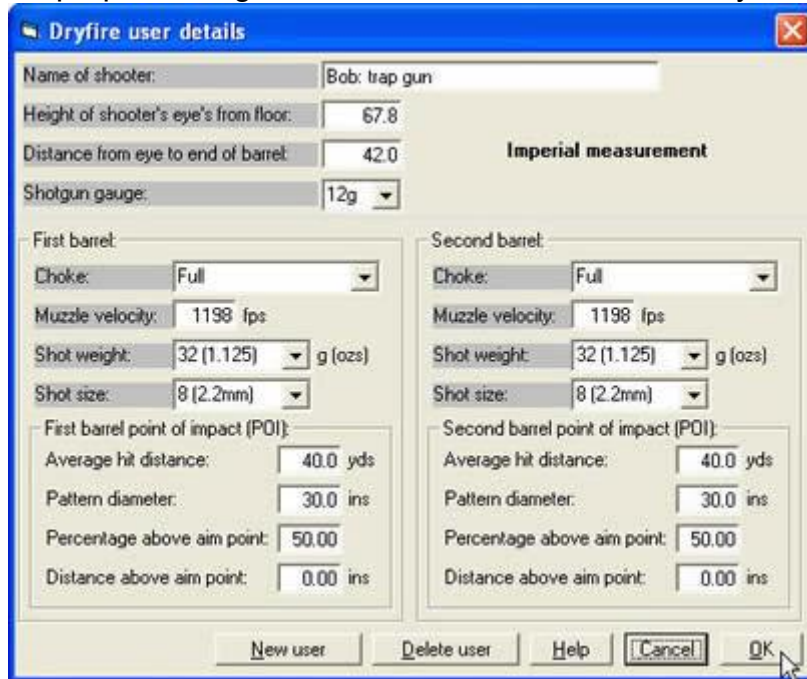 Dryfire user details
Name of shooter: Bob: trap gun
Height of shooter's eye's from floor: 67.8
Distance from eye to end of barrel: 42.0 Imperial measurement
Shotgun gauge: 12g
First barrel: Second barrel:
Choke: Full Choke: Full
Muzzle velocity: 1198 fps Muzzle velocity: 1198 fps
Shot weight: 32 (1.125) g (ozs) Shot weight: 32 (1.125) g (ozs)
Shot size: 8 (2.2mm) Shot size: 8 (2.2mm)
First barrel point of impact (POI): Second barrel point of impact (POI):
Average hit distance: 40.0 yds Average hit distance: 40.0 yds
Pattern diameter: 30.0 ins Pattern diameter: 30.0 ins
Percentage above aim point: 50.00 Percentage above aim point: 50.00
Distance above aim point: 0.00 ins Distance above aim point: 0.00 ins
New user Delete user Help Cancel OK